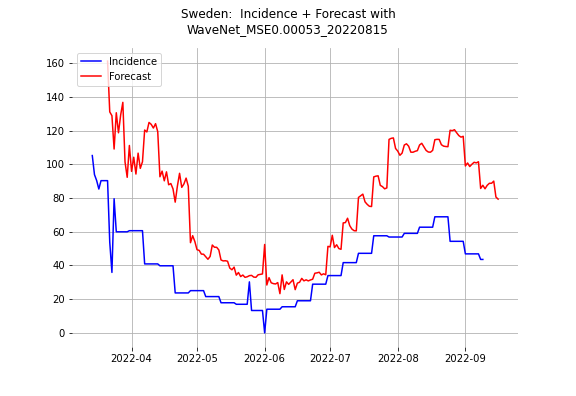 Sweden:  Incidence + Forecast with
WaveNet_MSE0.00053_20220815
Incidence
Forecast
160
140
120
100
80
60
40
20
0
2022-04 2022-05 2022-06 2022-07 2022-08 2022-09